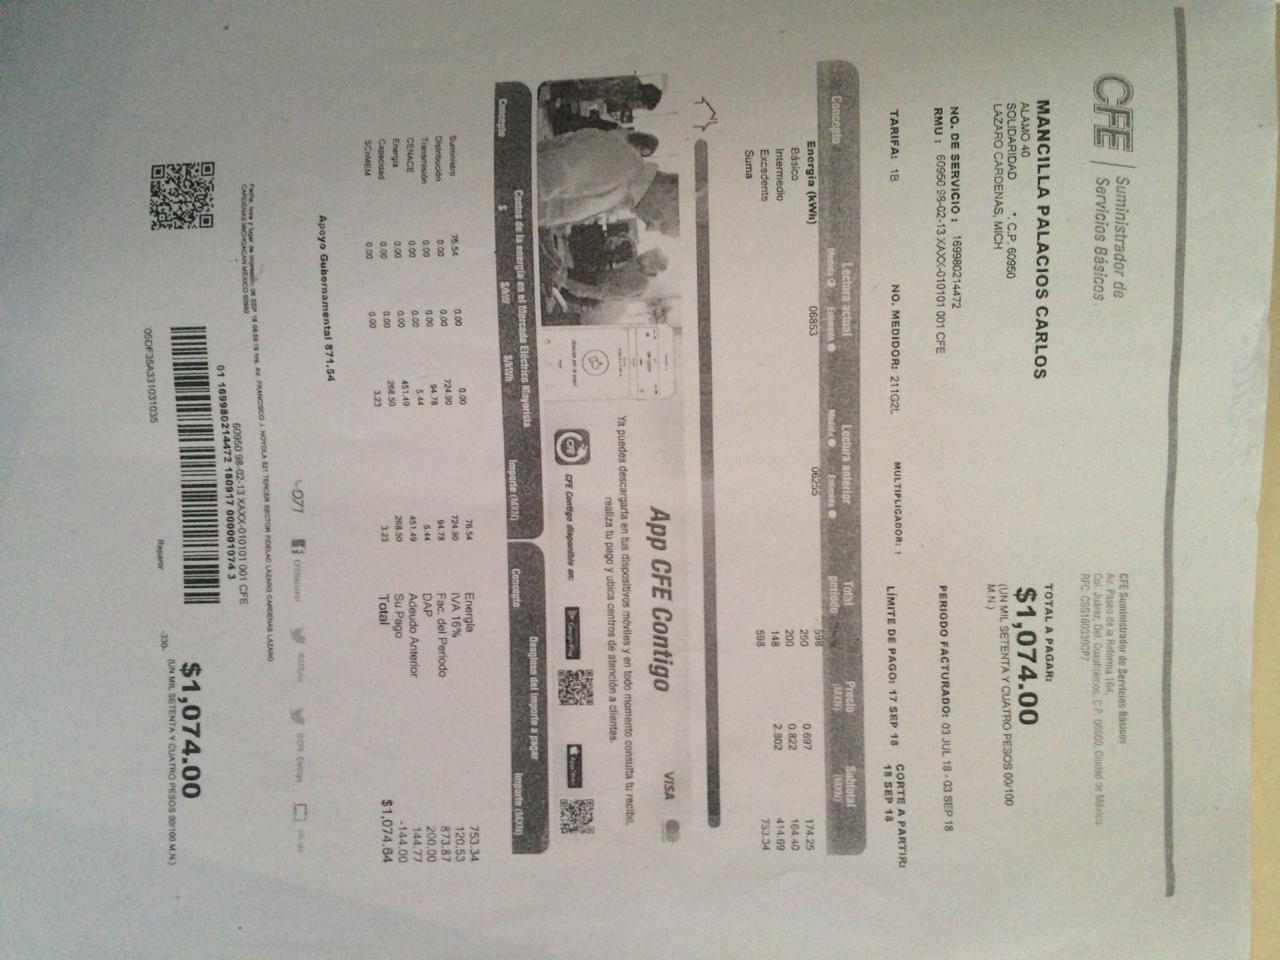 CFE
Suministrador de
Servicios Básicos
CFE Suministrador de Servicios Básicos
Av. Paseo de la Reforma 164,
Col. Juárez, Del. Cuauhtémoc, C.P. 06600, Ciudad de México.
RFC: CSS160330CP7
MANCILLA PALACIOS CARLOS
ALAMO 40
SOLIDARIDAD *. C.P. 60950
LAZARO CARDENAS, MICH
TOTAL A PAGAR:
$1,074.00
(UN MIL SETENTA Y CUATRO PESOS 00/100
M.N.)
NO. DE SERVICIO : 169980214472
RMU : 60950 98-02-13 XAXX-010101 001 CFE
PERIODO FACTURADO: 03 JUL 18 - 03 SEP 18
TARIFA: 1B NO. MEDIDOR: 211G2L MULTIPLICADOR: 1 LÍMITE DE PAGO: 17 SEP 18 CORTE A PARTIR:
18 SEP 18
Concepto Lectura actual Lectura anterior Total periodo Precio (MXN) Subtotal (MXN)
Medida Estimada Medida Estimada
Energía (kWh) 06853 06255 598
Básico 250 0.697 174.25
Intermedio 200 0.822 164.40
Excedente 148 2.802 414.69
Suma 598 753.34
App CFE Contigo
VISA
Ya puedes descargarla en tus dispositivos móviles y en todo momento consulta tu recibo,
realiza tu pago y ubica centros de atención a clientes.
CFE
CFE Contigo disponible en:
Google Play
App Store
Costos de la energía en el Mercado Eléctrico Mayorista
Concepto $ $/kW $/kWh Importe (MXN)
Suministro 76.54 0.00 0.00 76.54
Distribución 0.00 0.00 724.90 724.90
Transmisión 0.00 0.00 94.78 94.78
CENACE 0.00 0.00 5.44 5.44
Energía 0.00 0.00 451.49 451.49
Capacidad 0.00 0.00 268.50 268.50
SCnMEM 0.00 0.00 3.23 3.23
Desglose del importe a pagar
Concepto Importe (MXN)
Energía 753.34
IVA 16% 120.53
Fac. del Periodo 873.87
DAP 200.00
Adeudo Anterior 144.77
Su Pago -144.00
Total $1,074.64
Apoyo Gubernamental 871.54
071
CFENacional
@CFE Contigo
Fecha, hora y lugar de impresión: 06 SEP 18 08:59:19 hrs. AV. FRANCISCO J. NOYOLA 521 TERCER SECTOR FIDELAC LAZARO CARDENAS LAZARO
CARDENAS MICHOACAN MEXICO 60950
60950 98-02-13 XAXX-010101 001 CFE
01 169980214472 180917 000001074 3
05DF35A331031035
Repartir
-330-
$1,074.00
(UN MIL SETENTA Y CUATRO PESOS 00/100 M.N.)